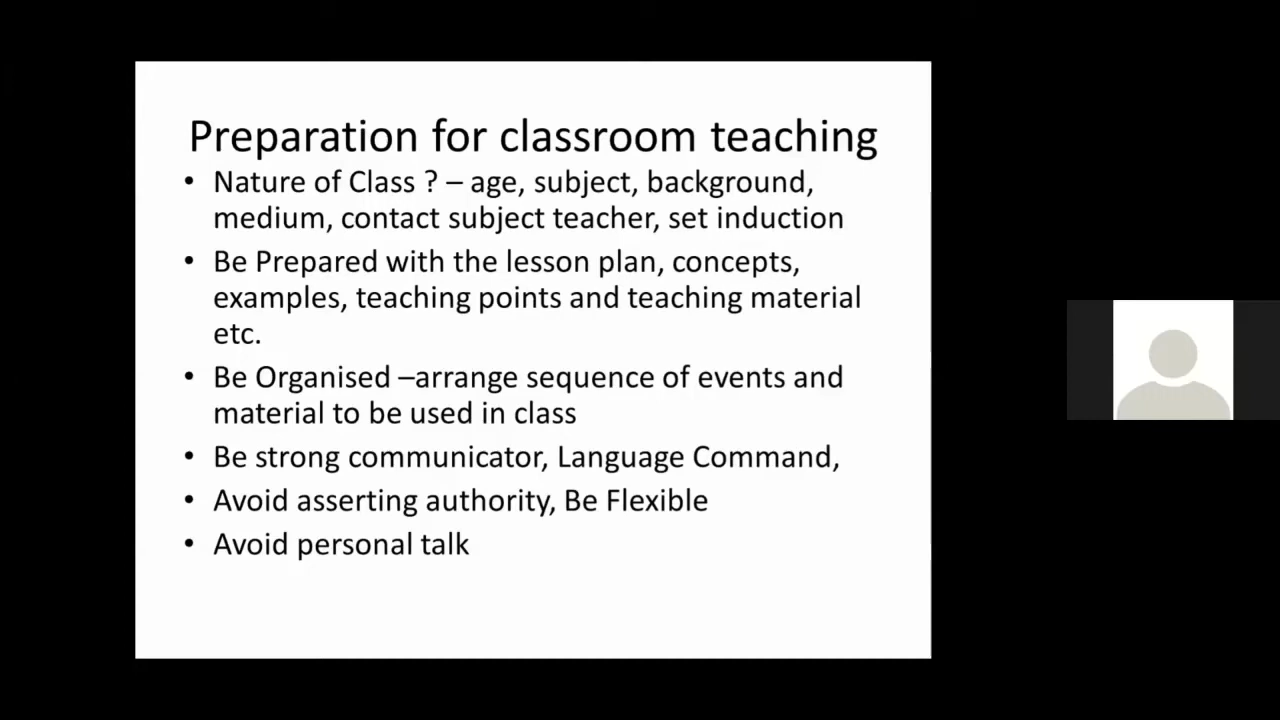 Preparation for classroom teaching
• Nature of Class ? – age, subject, background,
medium, contact subject teacher, set induction
• Be Prepared with the lesson plan, concepts,
examples, teaching points and teaching material
etc.
• Be Organised –arrange sequence of events and
material to be used in class
• Be strong communicator, Language Command,
• Avoid asserting authority, Be Flexible
• Avoid personal talk